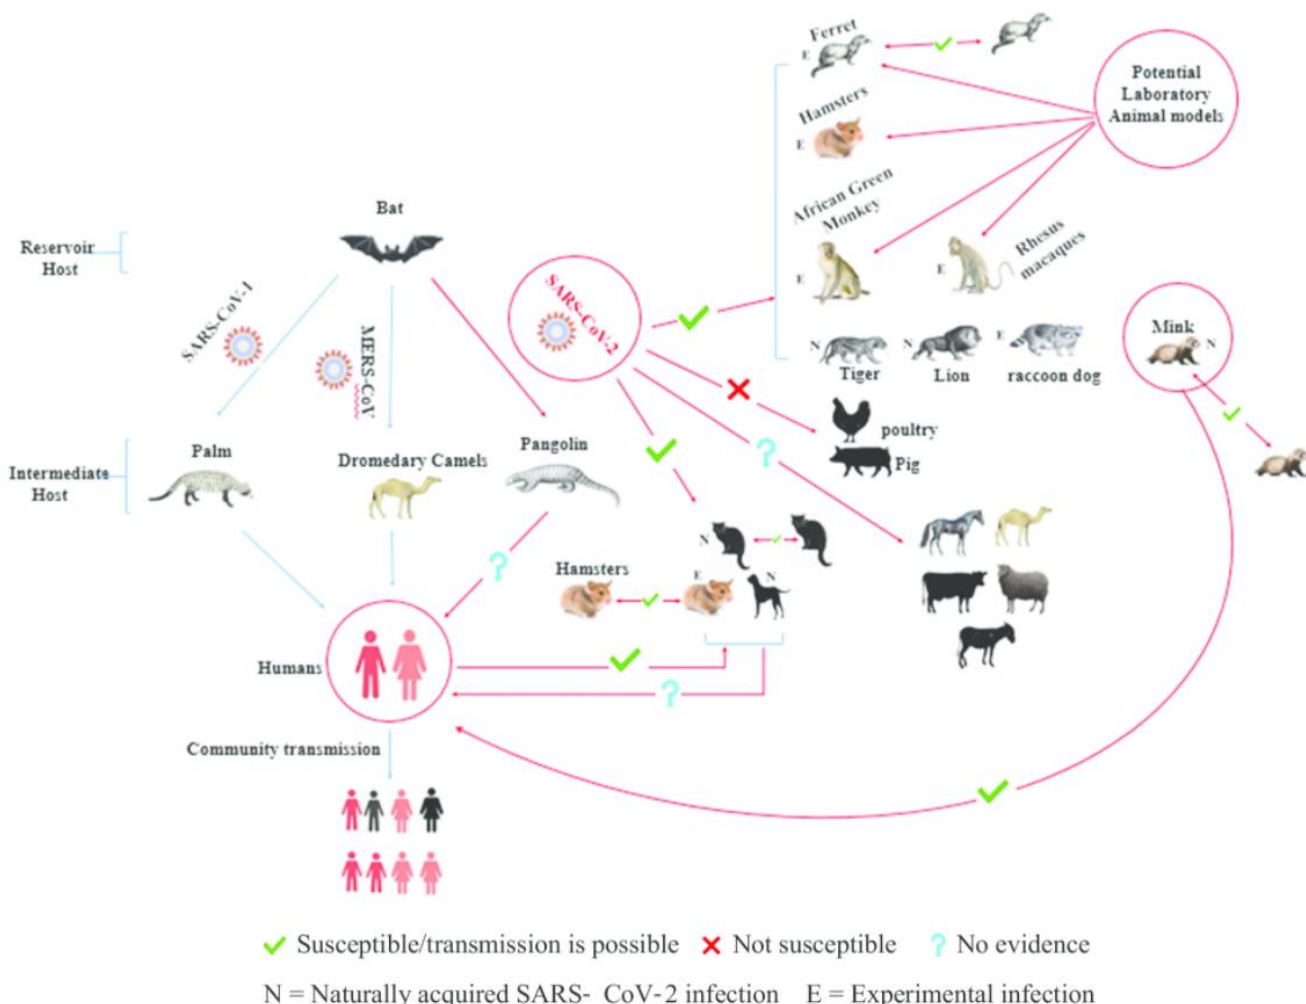 Ferret
E
Potential
Laboratory
Animal models
Hamsters
E
African Green
Monkey
E
Rhesus
macaques
E
Bat
Reservoir
Host
SARS-CoV-1
MERS-CoV
SARS-CoV-2
N
Tiger
N
Lion
E
raccoon dog
Mink
N
poultry
Pig
Intermediate
Host
Palm
Dromedary Camels
Pangolin
?
?
N
Hamsters
E
N
Humans
?
Community transmission
Susceptible/transmission is possible
Not susceptible
? No evidence
N = Naturally acquired SARS- CoV-2 infection
E = Experimental infection